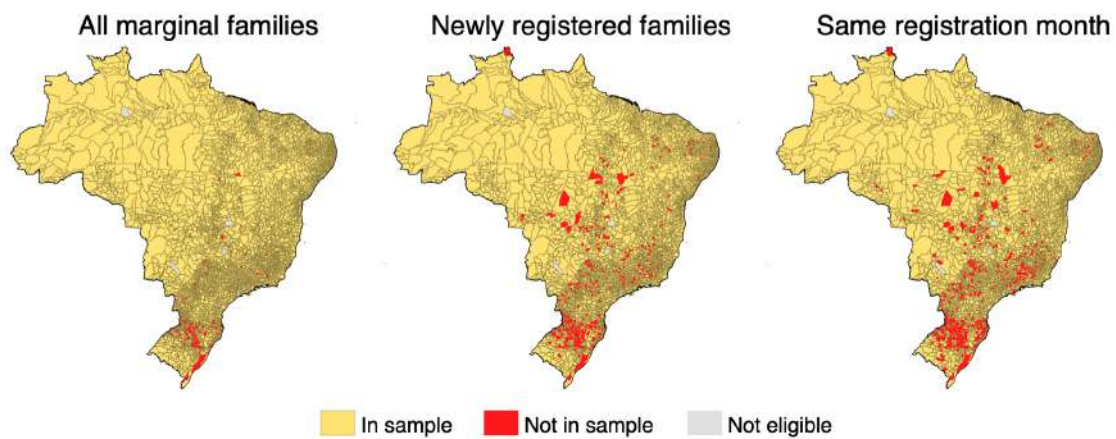 All marginal families
Newly registered families
Same registration month
In sample
Not in sample
Not eligible